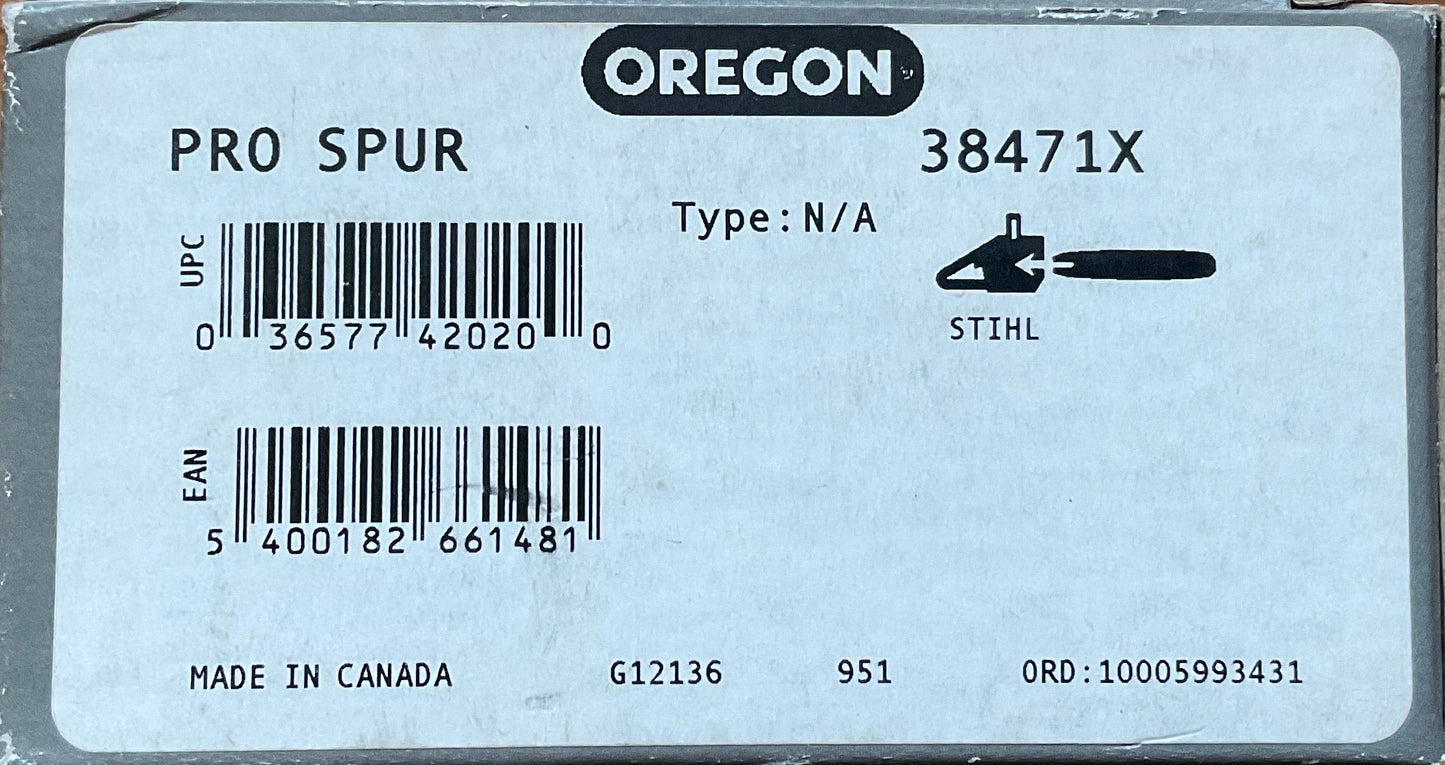 OREGON
PRO SPUR
38471X
Type:N/A
UPC
0 36577 42020 0
STIHL
EAN
5 400182 661481
MADE IN CANADA G12136 951 ORD:10005993431